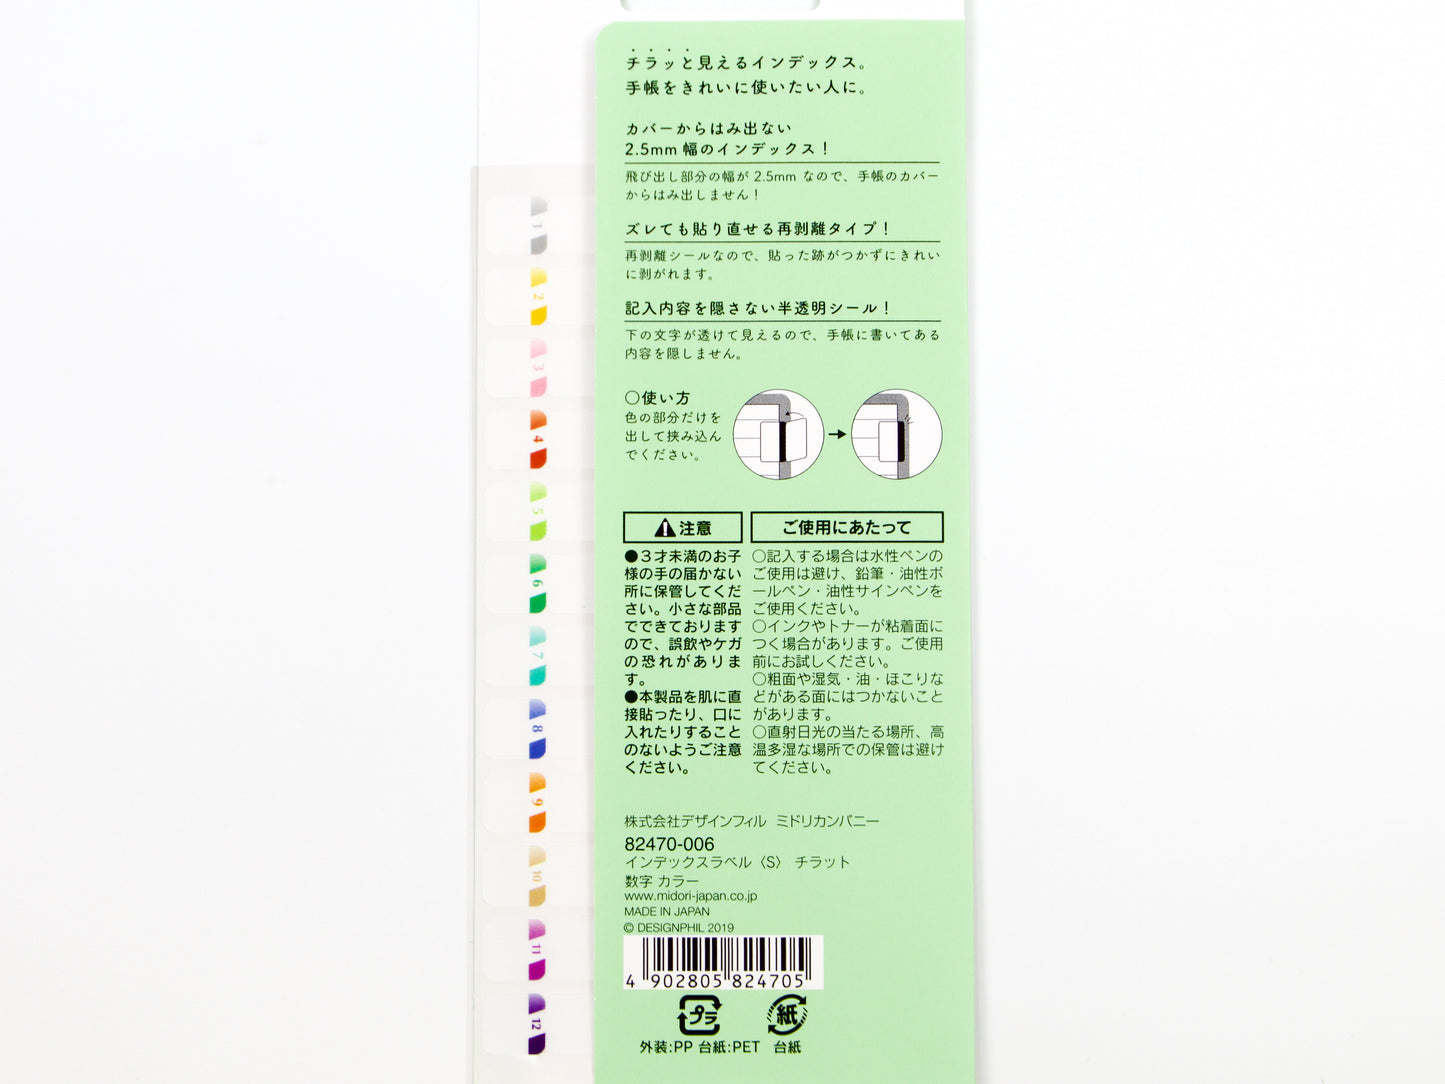 チラッと見えるインデックス。
手帳をきれいに使いたい人に。
カバーからはみ出ない
2.5mm 幅のインデックス！
飛び出し部分の幅が 2.5mm なので、手帳のカバー
からはみ出しません！
ズレても貼り直せる再剥離タイプ！
再剥離シールなので、貼った跡がつかずにきれい
に剥がれます。
記入内容を隠さない半透明シール！
下の文字が透けて見えるので、手帳に書いてある
内容を隠しません。
○使い方
色の部分だけを
出して挟み込ん
でください。
注意
●３才未満のお子
様の手の届かない
所に保管してくだ
さい。小さな部品
でできております
ので、誤飲やケガ
の恐れがありま
す。
●本製品を肌に直
接貼ったり、口に
入れたりすること
のないようご注意
ください。
ご使用にあたって
○記入する場合は水性ペンの
ご使用は避け、鉛筆・油性ボ
ールペン・油性サインペンを
ご使用ください。
○インクやトナーが粘着面に
つく場合があります。ご使用
前にお試しください。
○粗面や湿気・油・ほこりな
どがある面にはつかないこと
があります。
○直射日光の当たる場所、高
温多湿な場所での保管は避け
てください。
株式会社デザインフィル ミドリカンパニー
82470-006
インデックスラベル〈S〉 チラット
数字 カラー
www.midori-japan.co.jp
MADE IN JAPAN
© DESIGNPHIL 2019
4 902805 824705
プラ 紙
外装:PP 台紙:PET 台紙
1
2
3
4
5
6
7
8
9
10
11
12